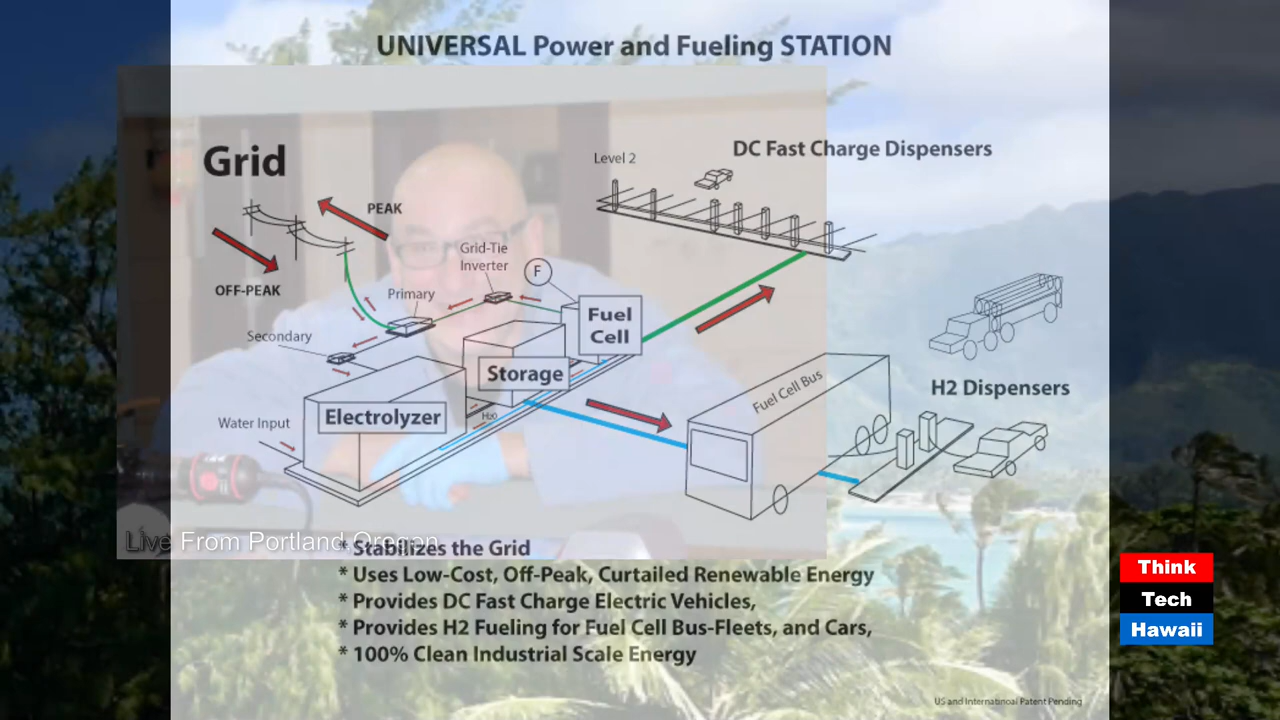 UNIVERSAL Power and Fueling STATION
Grid
PEAK
OFF-PEAK
Level 2
DC Fast Charge Dispensers
Grid-Tie
Inverter
F
Primary
Secondary
Fuel
Cell
Storage
Electrolyzer
Water Input
H2O
Fuel Cell Bus
H2 Dispensers
Live From Portland Oregon
* Stabilizes the Grid
* Uses Low-Cost, Off-Peak, Curtailed Renewable Energy
* Provides DC Fast Charge Electric Vehicles,
* Provides H2 Fueling for Fuel Cell Bus-Fleets, and Cars,
* 100% Clean Industrial Scale Energy
US and Internatinoal Patent Pending
Think
Tech
Hawaii